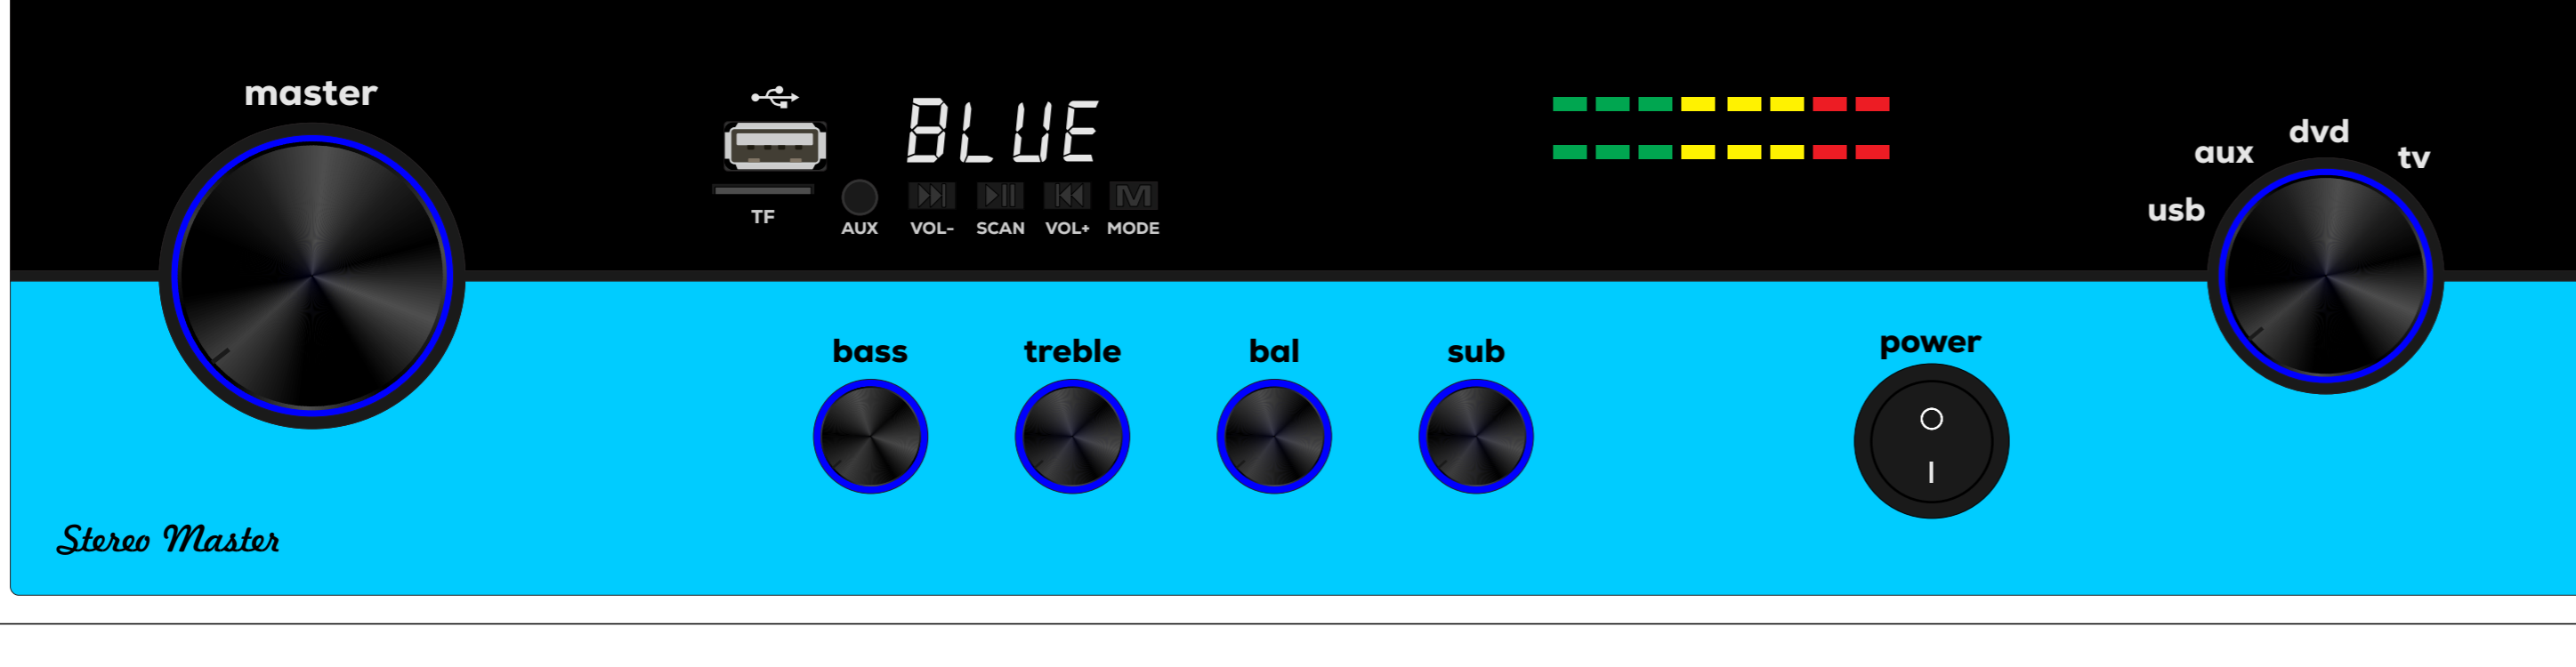 master
BLUE
TF
AUX VOL- SCAN VOL+ MODE
M
usb aux dvd tv
bass treble bal sub
power
Stereo Master